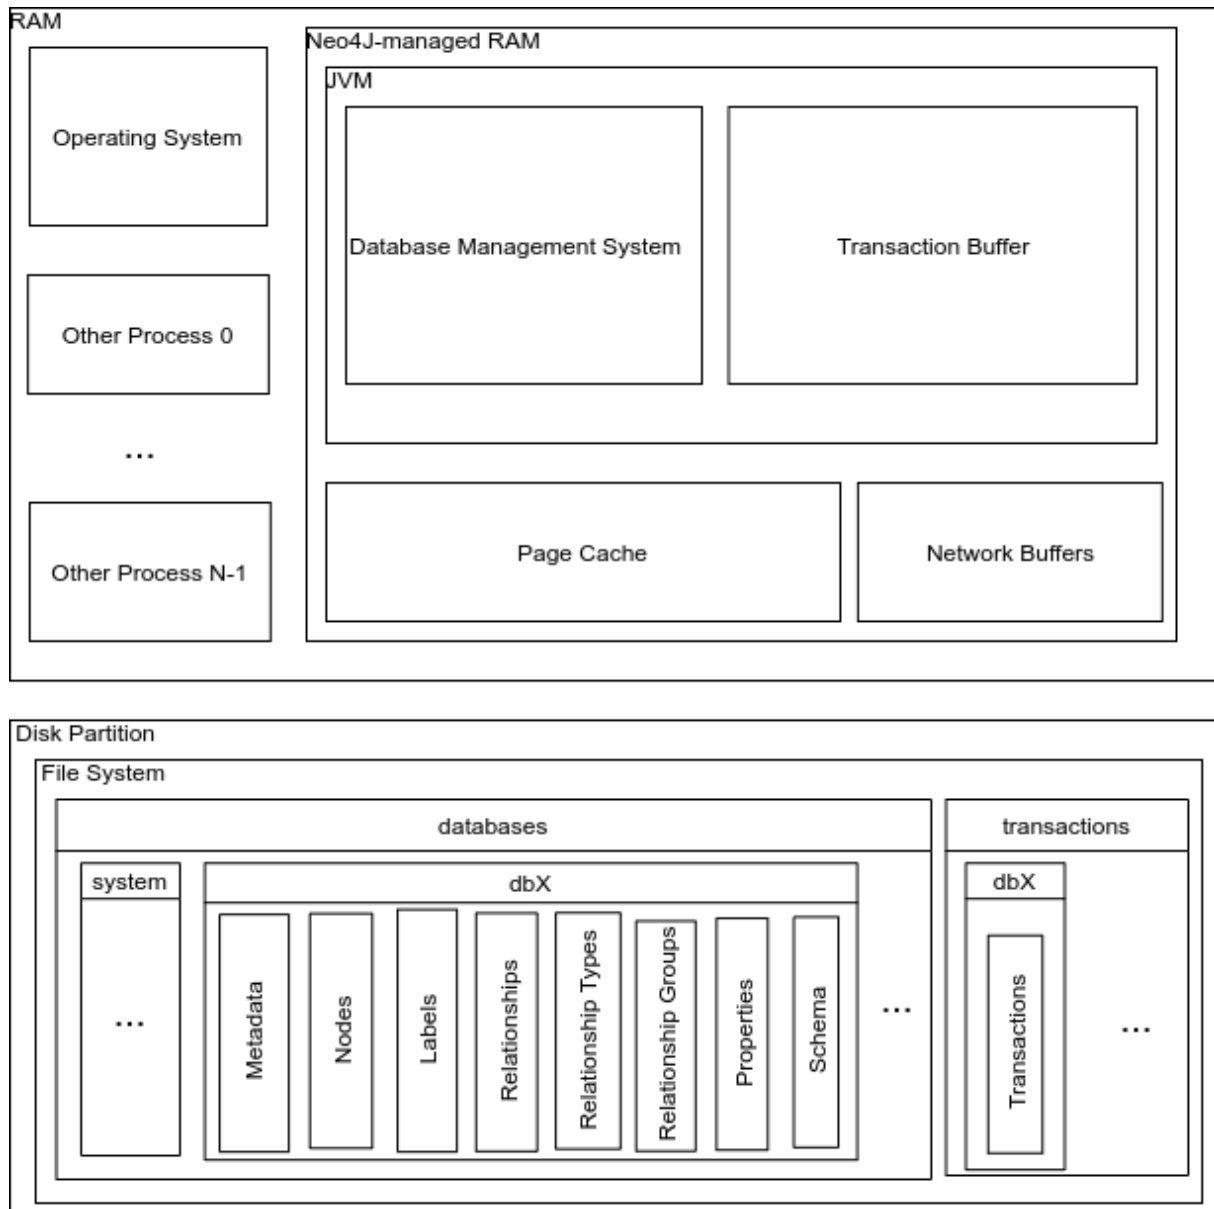 RAM
Neo4J-managed RAM
JVM
Operating System
Database Management System
Transaction Buffer
Other Process 0
...
Other Process N-1
Page Cache
Network Buffers
Disk Partition
File System
databases
transactions
system
dbX
dbX
...
Metadata
Nodes
Labels
Relationships
Relationship Types
Relationship Groups
Properties
Schema
...
Transactions
...